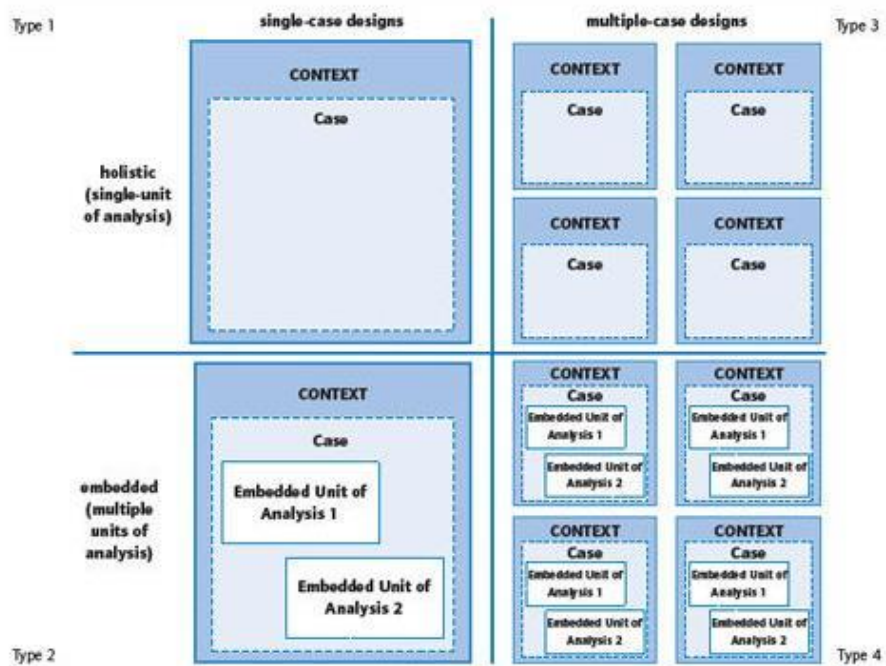 Type 1
single-case designs
multiple-case designs
Type 3
CONTEXT
Case
holistic
(single-unit
of analysis)
CONTEXT
Case
CONTEXT
Case
CONTEXT
Case
CONTEXT
Case
CONTEXT
Case
Embedded Unit of
Analysis 1
Embedded Unit of
Analysis 2
embedded
(multiple
units of
analysis)
CONTEXT
Case
Embedded Unit of
Analysis 1
Embedded Unit of
Analysis 2
CONTEXT
Case
Embedded Unit of
Analysis 1
Embedded Unit of
Analysis 2
CONTEXT
Case
Embedded Unit of
Analysis 1
Embedded Unit of
Analysis 2
CONTEXT
Case
Embedded Unit of
Analysis 1
Embedded Unit of
Analysis 2
Type 2
Type 4